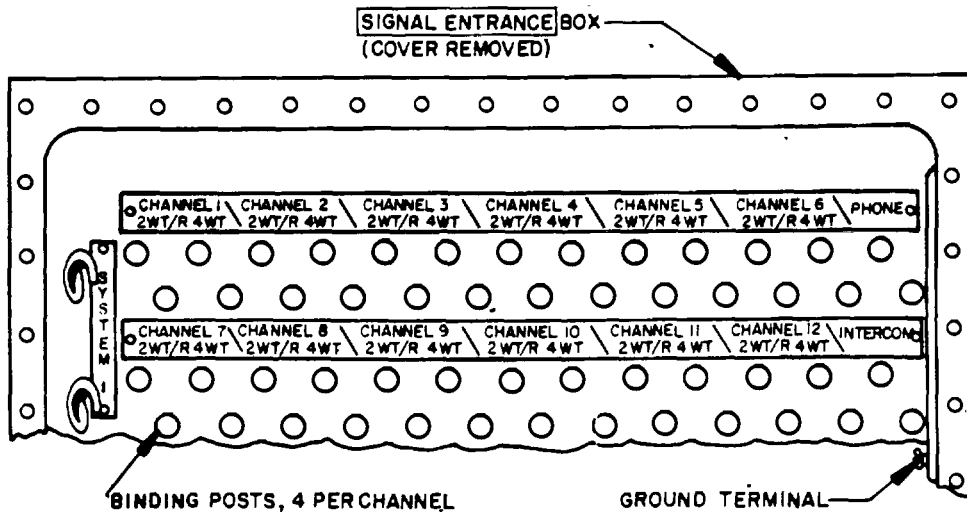 SIGNAL ENTRANCE BOX
(COVER REMOVED)
CHANNEL 1 \ CHANNEL 2 \ CHANNEL 3 \ CHANNEL 4 \ CHANNEL 5 \ CHANNEL 6 \ PHONE
2WT/R 4WT \ 2WT/R 4WT \ 2WT/R 4WT \ 2WT/R 4WT \ 2WT/R 4WT \ 2WT/R 4WT
SYSTEM 1
CHANNEL 7 \ CHANNEL 8 \ CHANNEL 9 \ CHANNEL 10 \ CHANNEL 11 \ CHANNEL 12 \ INTERCOM
2WT/R 4WT \ 2WT/R 4WT \ 2WT/R 4WT \ 2WT/R 4WT \ 2WT/R 4WT \ 2WT/R 4WT
BINDING POSTS, 4 PER CHANNEL
GROUND TERMINAL